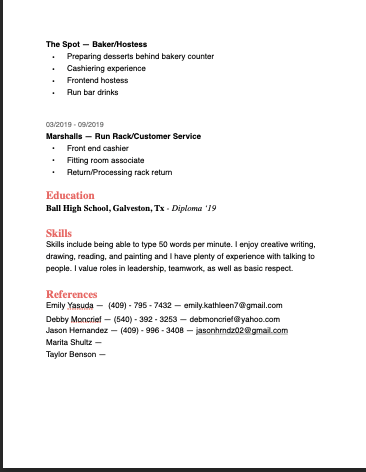 The Spot — Baker/Hostess
• Preparing desserts behind bakery counter
• Cashiering experience
• Frontend hostess
• Run bar drinks
03/2019 - 09/2019
Marshalls — Run Rack/Customer Service
• Front end cashier
• Fitting room associate
• Return/Processing rack return
Education
Ball High School, Galveston, Tx - Diploma '19
Skills
Skills include being able to type 50 words per minute. I enjoy creative writing,
drawing, reading, and painting and I have plenty of experience with talking to
people. I value roles in leadership, teamwork, as well as basic respect.
References
Emily Yasuda — (409) - 795 - 7432 — emily.kathleen7@gmail.com
Debby Moncrief — (540) - 392 - 3253 — debmoncrief@yahoo.com
Jason Hernandez — (409) - 996 - 3408 — jasonhrndz02@gmail.com
Marita Shultz —
Taylor Benson —